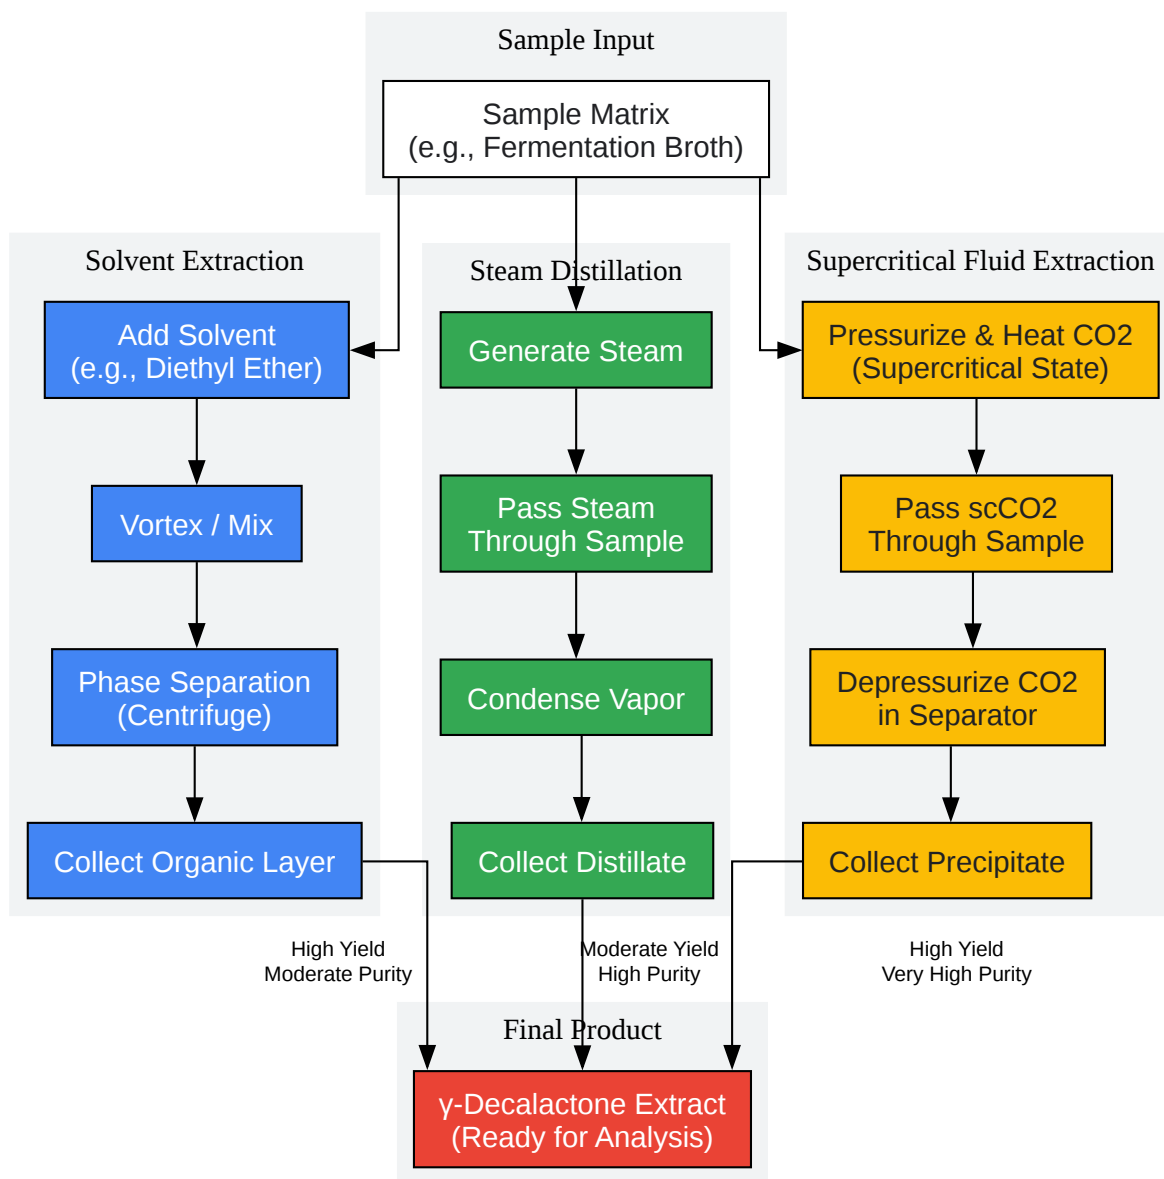 Sample Input
Sample Matrix
(e.g., Fermentation Broth)
Solvent Extraction
Add Solvent
(e.g., Diethyl Ether)
Vortex / Mix
Phase Separation
(Centrifuge)
Collect Organic Layer
High Yield
Moderate Purity
Steam Distillation
Generate Steam
Pass Steam
Through Sample
Condense Vapor
Collect Distillate
Moderate Yield
High Purity
Supercritical Fluid Extraction
Pressurize & Heat CO2
(Supercritical State)
Pass scCO2
Through Sample
Depressurize CO2
in Separator
Collect Precipitate
High Yield
Very High Purity
Final Product
γ-Decalactone Extract
(Ready for Analysis)